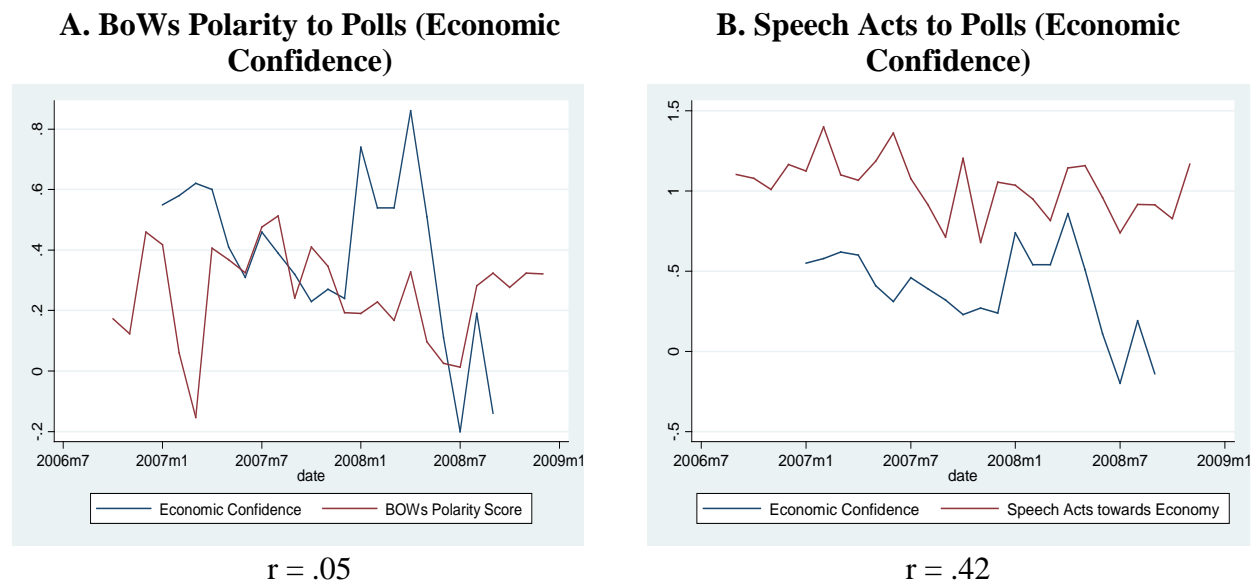 A. BoWs Polarity to Polls (Economic
Confidence)
.8
.6
.4
.2
0
-.2
2006m7 2007m1 2007m7 2008m1 2008m7 2009m1
date
Economic Confidence BOWs Polarity Score
r = .05
B. Speech Acts to Polls (Economic
Confidence)
1.5
1
.5
0
-.5
2006m7 2007m1 2007m7 2008m1 2008m7 2009m1
date
Economic Confidence Speech Acts towards Economy
r = .42